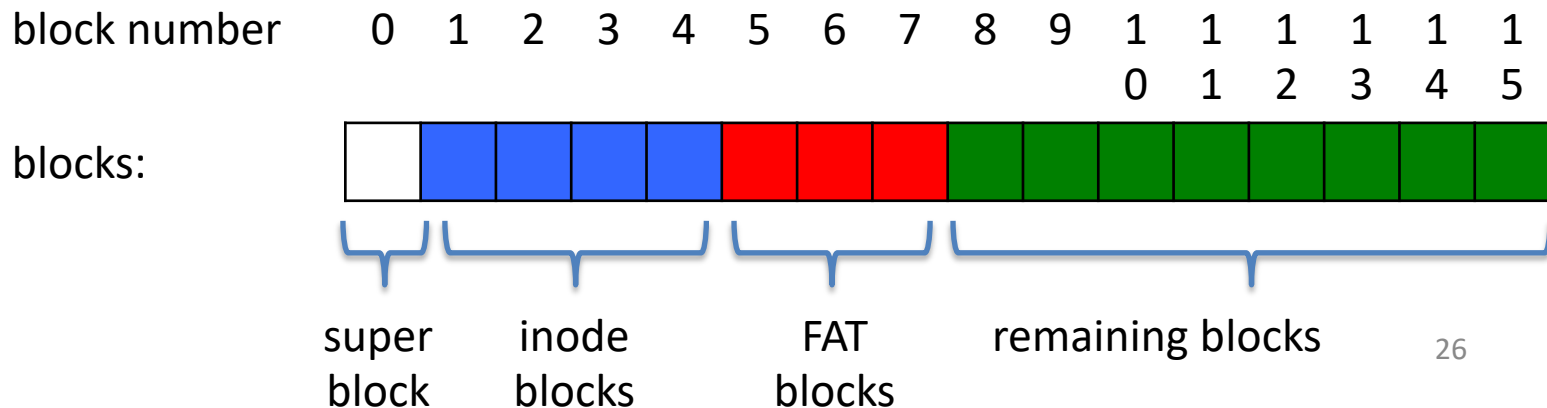 block number 0 1 2 3 4 5 6 7 8 9 1 1 1 1 1 1
0 1 2 3 4 5
blocks:
super inode FAT remaining blocks 26
block blocks blocks